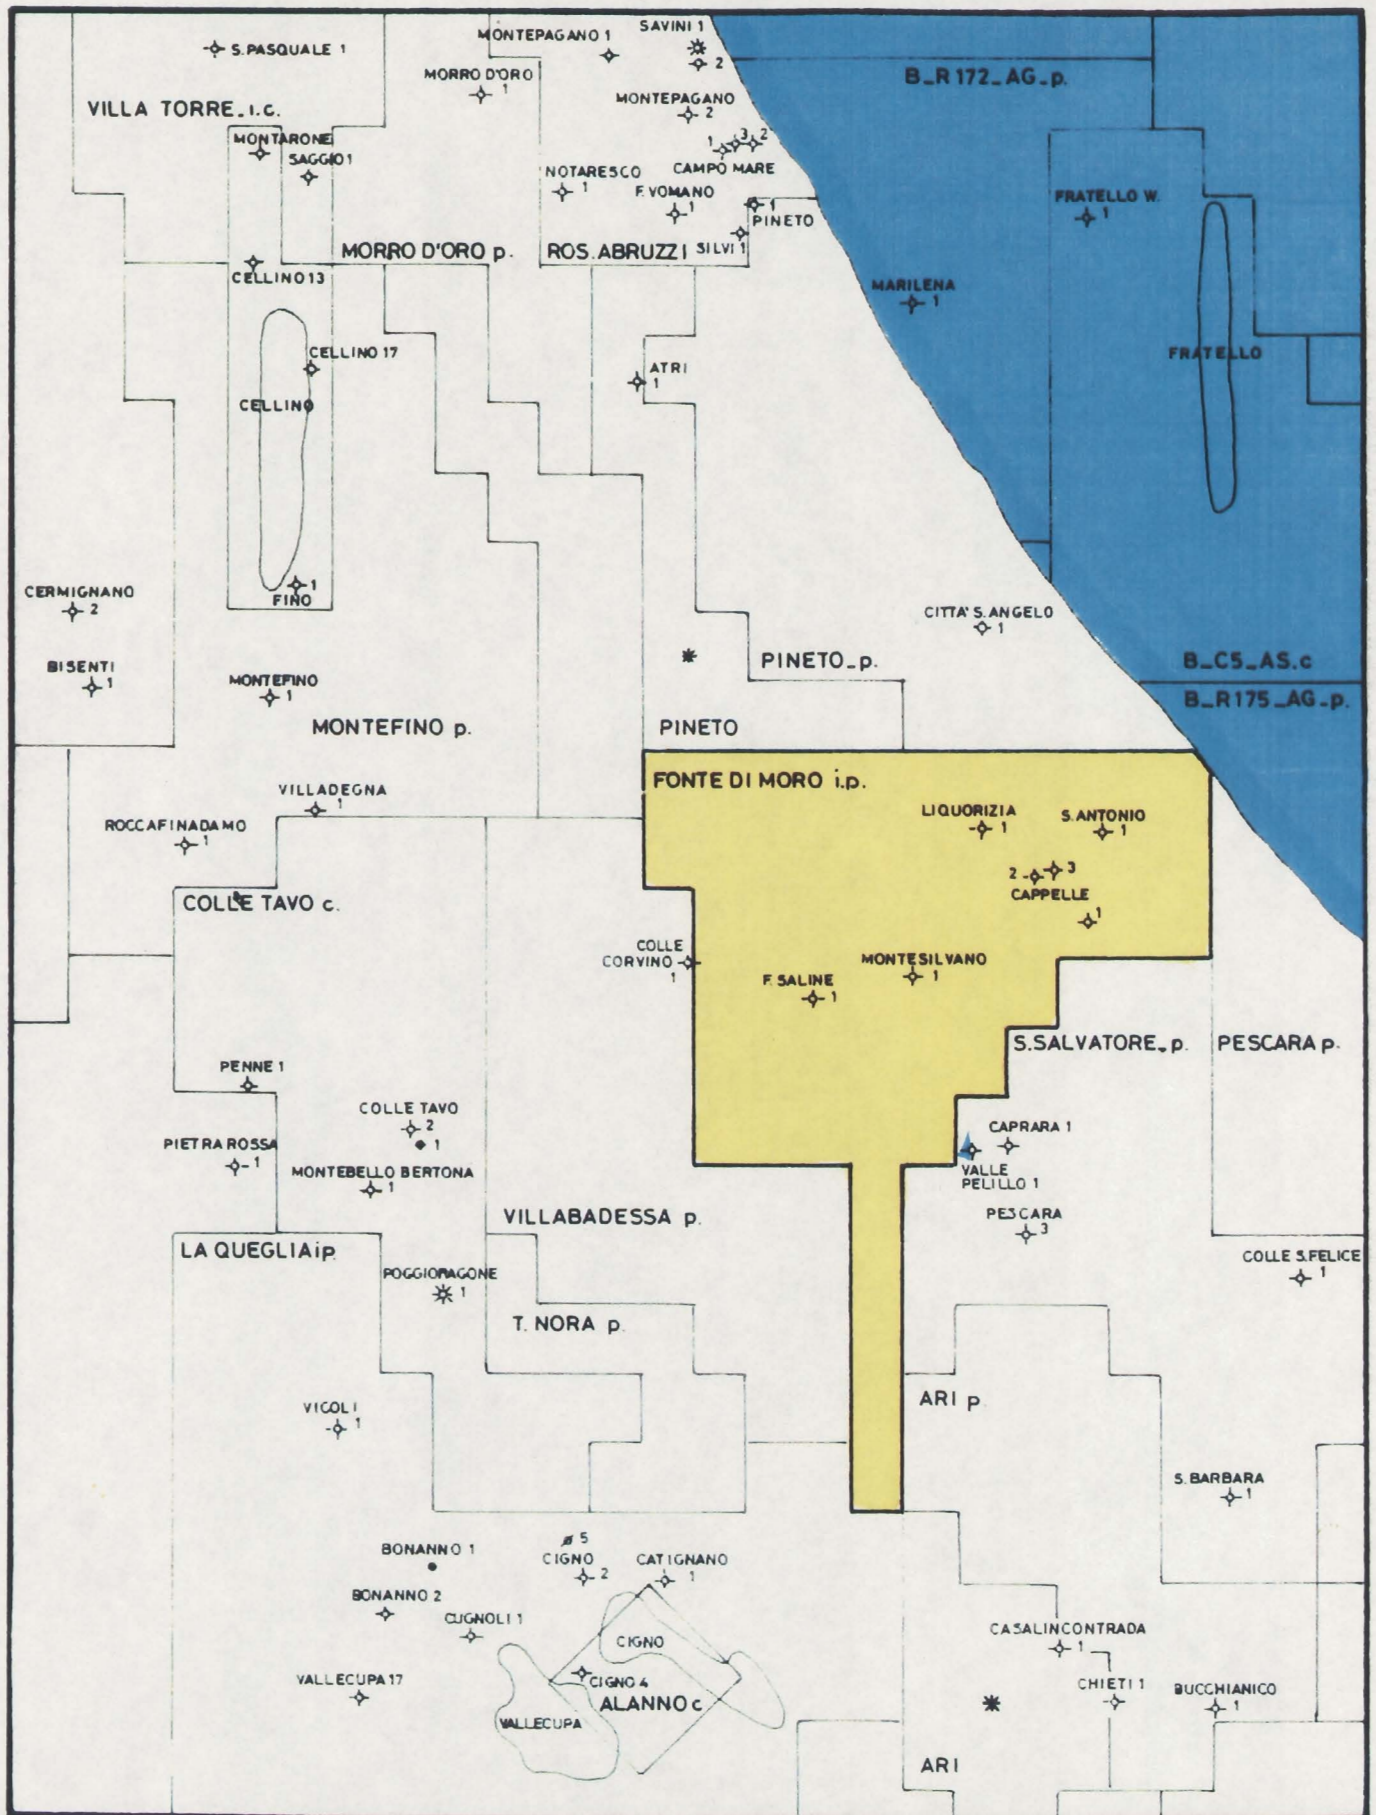 SAVINI 1
MONTEPAGANO 1
S. PASQUALE 1
2
MORRO D'ORO
1
B_R 172_AG_p.
VILLA TORRE_i.c.
MONTEPAGANO
2
MONTARONE
SAGGIO 1
1 3 2
CAMPO MARE
NOTARESCO
1
F. VOMANO
1
1
PINETO
FRATELLO W.
1
MORRO D'ORO p.
ROS. ABRUZZI
SILVI 1
CELLINO 13
MARILENA
1
CELLINO 17
FRATELLO
ATRI
1
CELLINO
CERMIGNANO
2
1
FINO
CITTA' S. ANGELO
1
BISENTI
1
MONTEFINO
1
PINETO_p.
B_C5_AS.c
B_R 175_AG_p.
MONTEFINO p.
PINETO
FONTE DI MORO i.p.
VILLADEGNA
1
ROCCAFINADAMO
1
LIQUORIZIA
1
S. ANTONIO
1
2 3
CAPPELLE
1
COLLE TAVO c.
COLLE
CORVINO
1
MONTESILVANO
1
F. SALINE
1
S. SALVATORE_p.
PESCARA p.
PENNE 1
COLLE TAVO
2
1
CAPRARA 1
PIETRA ROSSA
1
MONTEBELLO BERTONA
1
VALLE
PELILLO 1
VILLABADESSA p.
PESCARA
3
LA QUEGLIA i p.
COLLE S. FELICE
1
POGGIORAGONE
1
T. NORA p.
ARI p.
VICOLI
1
S. BARBARA
1
5
BONANNO 1
CIGNO
2
CATIGNANO
1
BONANNO 2
CUGNOLI 1
CIGNO
CASALINCONTRADA
1
VALLECUPA 17
CIGNO 4
ALANNO c
CHIETI 1
BUCCHIANICO
1
VALLECUPA
ARI